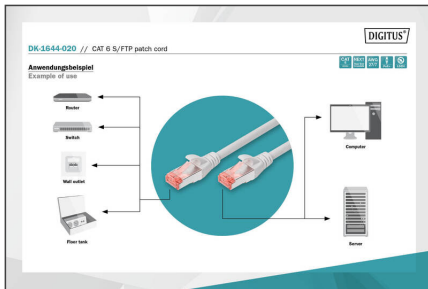 DIGITUS®
DK-1644-020 // CAT 6 S/FTP patch cord
Anwendungsbeispiel
Example of use
Router
Switch
Wall outlet
Floor tank
Computer
Server